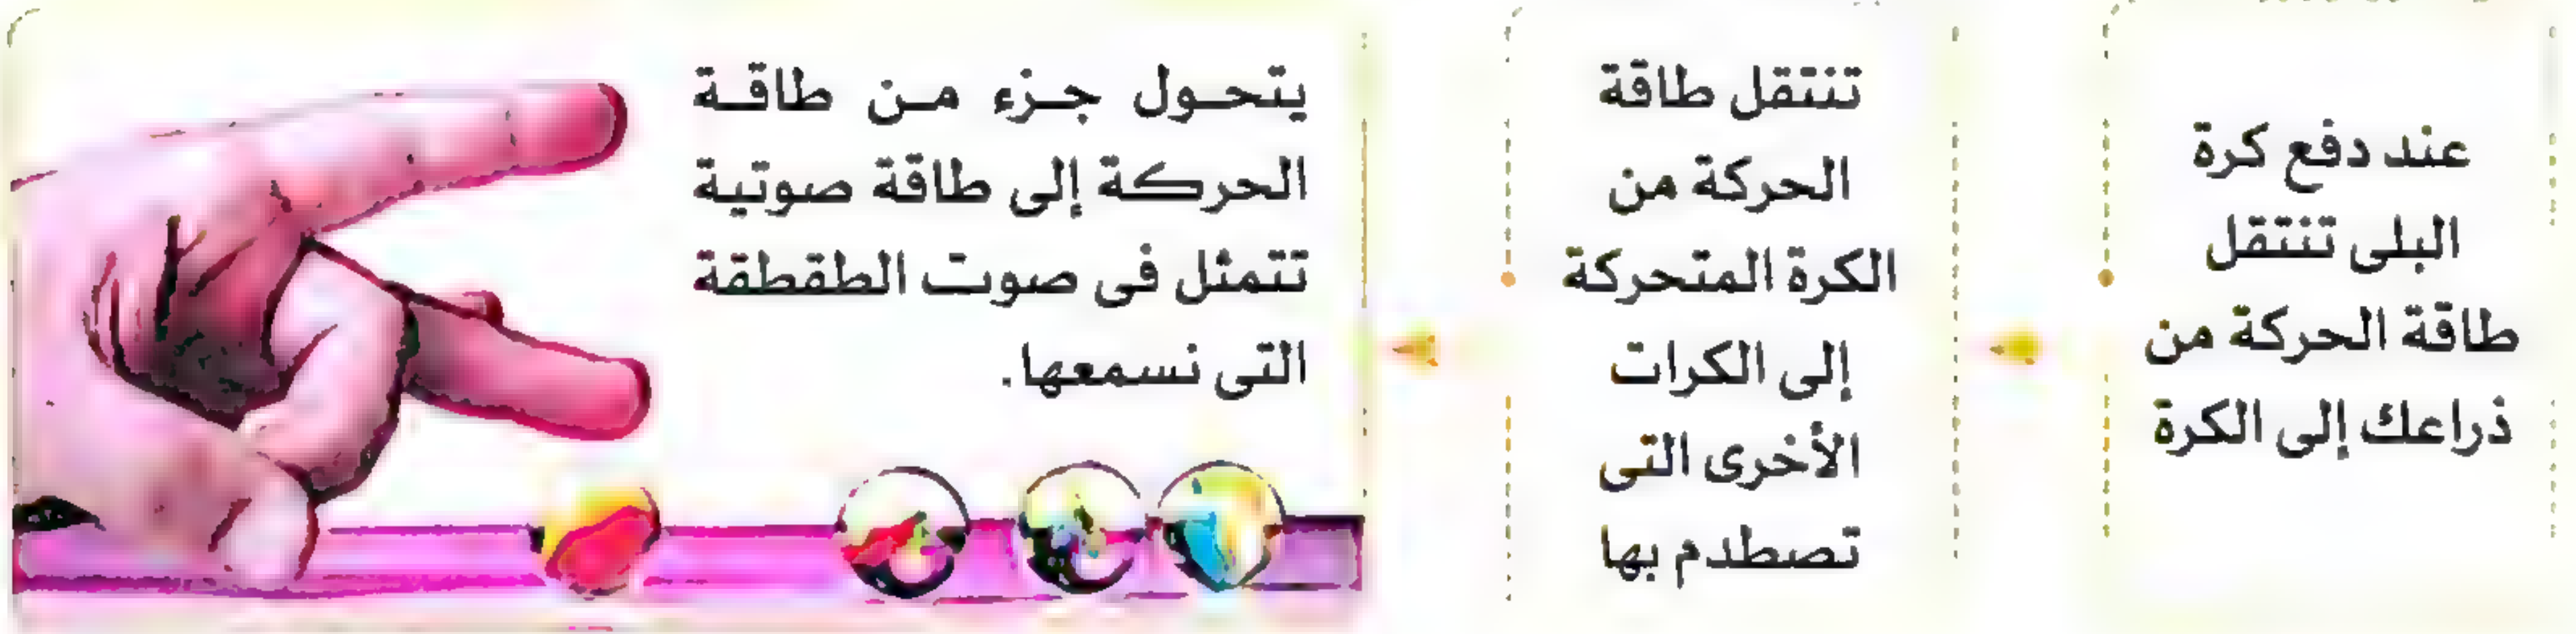 عند دفع كرة
البلى تنتقل
طاقة الحركة من
ذراعك إلى الكرة
تنتقل طاقة
الحركة من
الكرة المتحركة
إلى الكرات
الأخرى التى
تصطدم بها
يتحول جزء من طاقة
الحركة إلى طاقة صوتية
تتمثل فى صوت الطقطقة
التى نسمعها.